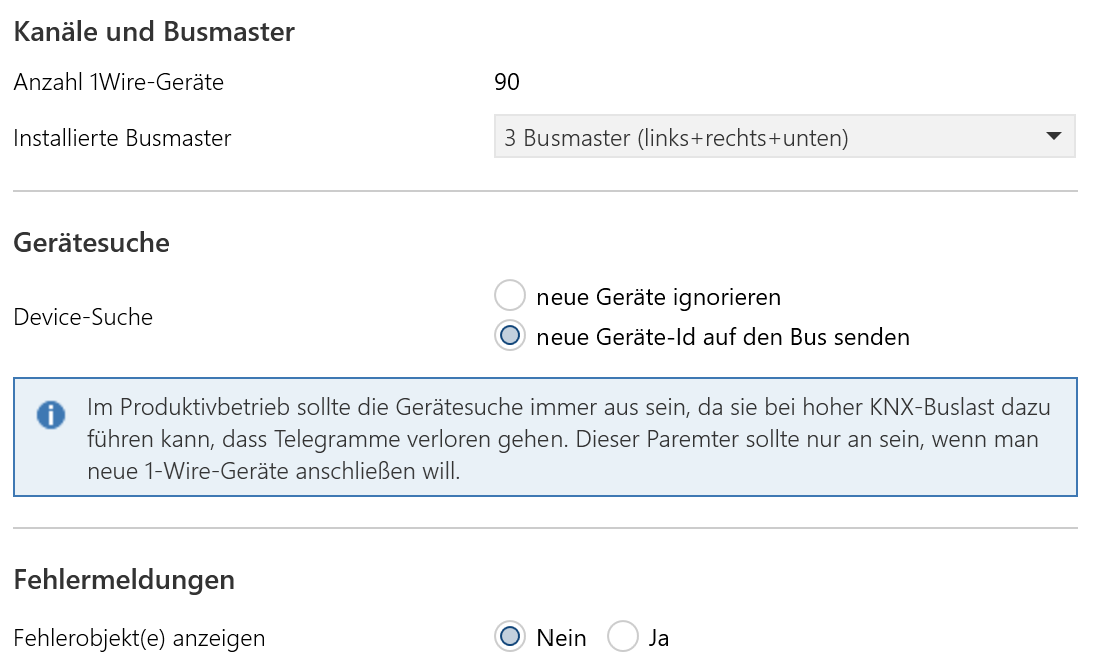 Kanäle und Busmaster
Anzahl 1Wire-Geräte 90
Installierte Busmaster 3 Busmaster (links+rechts+unten)
Gerätesuche
Device-Suche
neue Geräte ignorieren
neue Geräte-Id auf den Bus senden
Im Produktivbetrieb sollte die Gerätesuche immer aus sein, da sie bei hoher KNX-Buslast dazu
führen kann, dass Telegramme verloren gehen. Dieser Paremter sollte nur an sein, wenn man
neue 1-Wire-Geräte anschließen will.
Fehlermeldungen
Fehlerobjekt(e) anzeigen Nein Ja